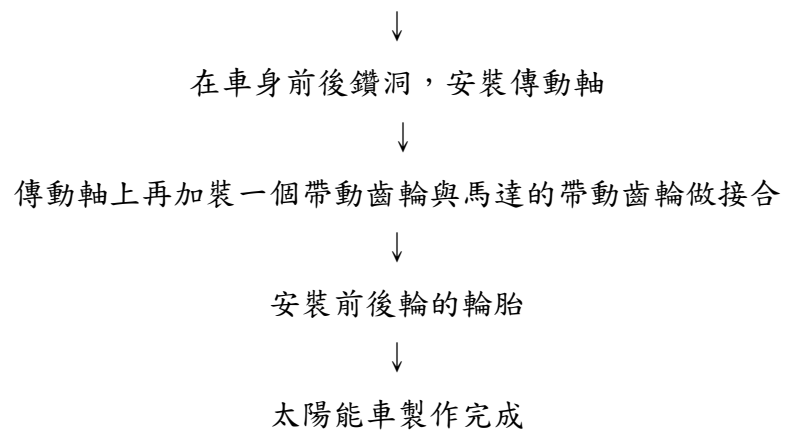 ↓
在車身前後鑽洞，安裝傳動軸
↓
傳動軸上再加裝一個帶動齒輪與馬達的帶動齒輪做接合
↓
安裝前後輪的輪胎
↓
太陽能車製作完成